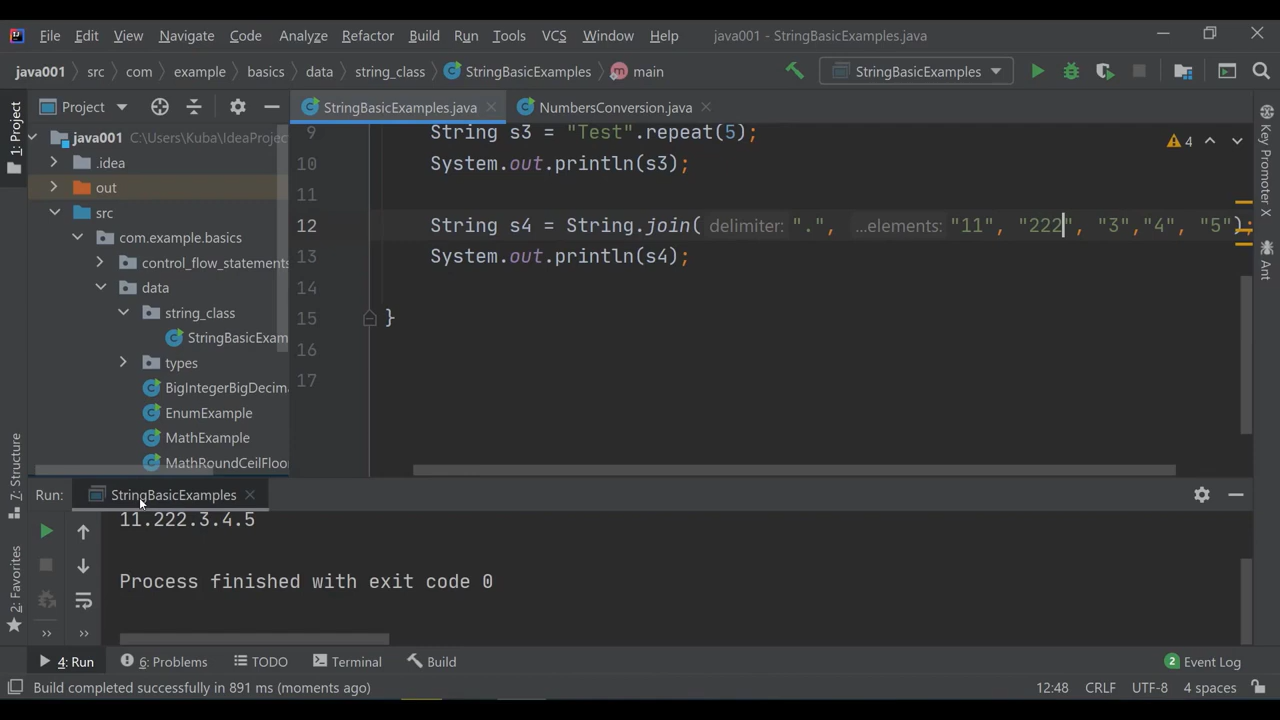 File Edit View Navigate Code Analyze Refactor Build Run Tools VCS Window Help java001 - StringBasicExamples.java
java001 src com example basics data string_class StringBasicExamples main StringBasicExamples
1: Project
Project
StringBasicExamples.java NumbersConversion.java
java001 C:\Users\Kuba\IdeaProjec
.idea
out
src
com.example.basics
control_flow_statements
data
string_class
StringBasicExam
types
BigIntegerBigDecima
EnumExample
MathExample
MathRoundCeilFloo
9 String s3 = "Test".repeat(5);
10 System.out.println(s3);
11
12 String s4 = String.join( delimiter: ".", ...elements: "11", "222", "3","4", "5");
13 System.out.println(s4);
14
15 }
16
17
4
Key Promoter X
Ant
7: Structure
2: Favorites
Run: StringBasicExamples
11.222.3.4.5
Process finished with exit code 0
4: Run 6: Problems TODO Terminal Build 2 Event Log
Build completed successfully in 891 ms (moments ago) 12:48 CRLF UTF-8 4 spaces